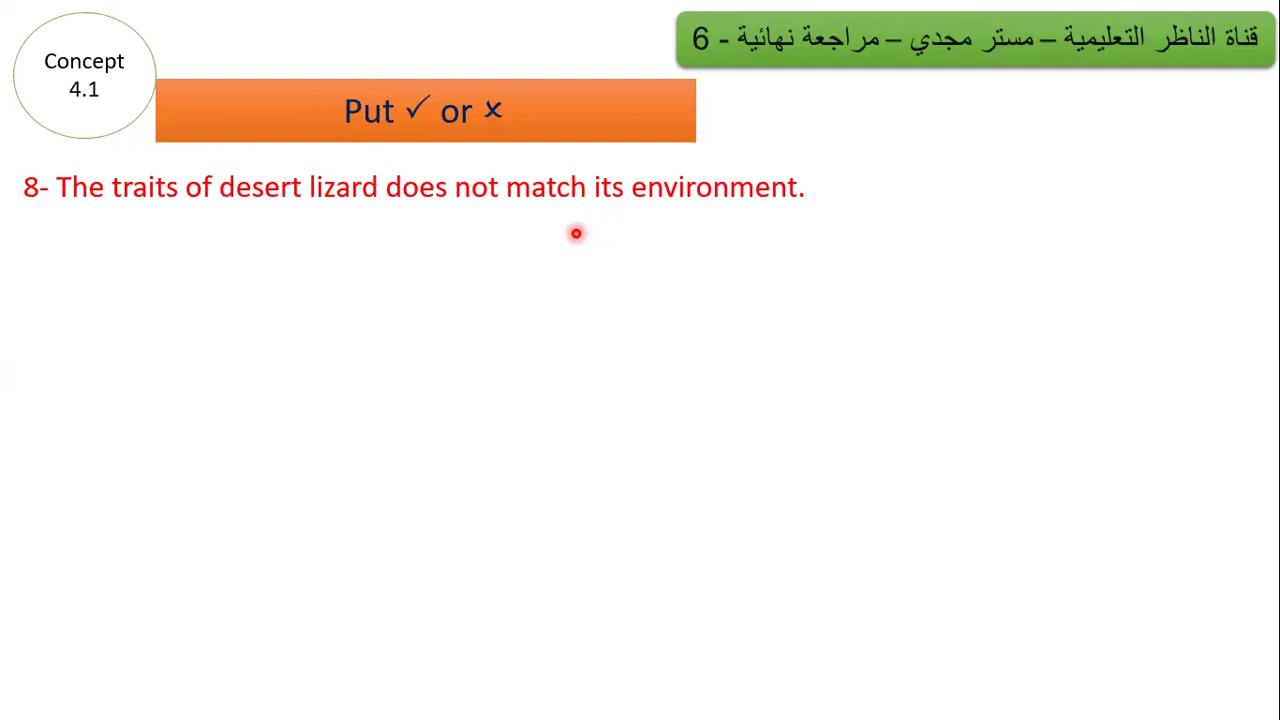 Concept
4.1
قناة الناظر التعليمية – مستر مجدي – مراجعة نهائية - 6
Put ✓ or ✗
8- The traits of desert lizard does not match its environment.